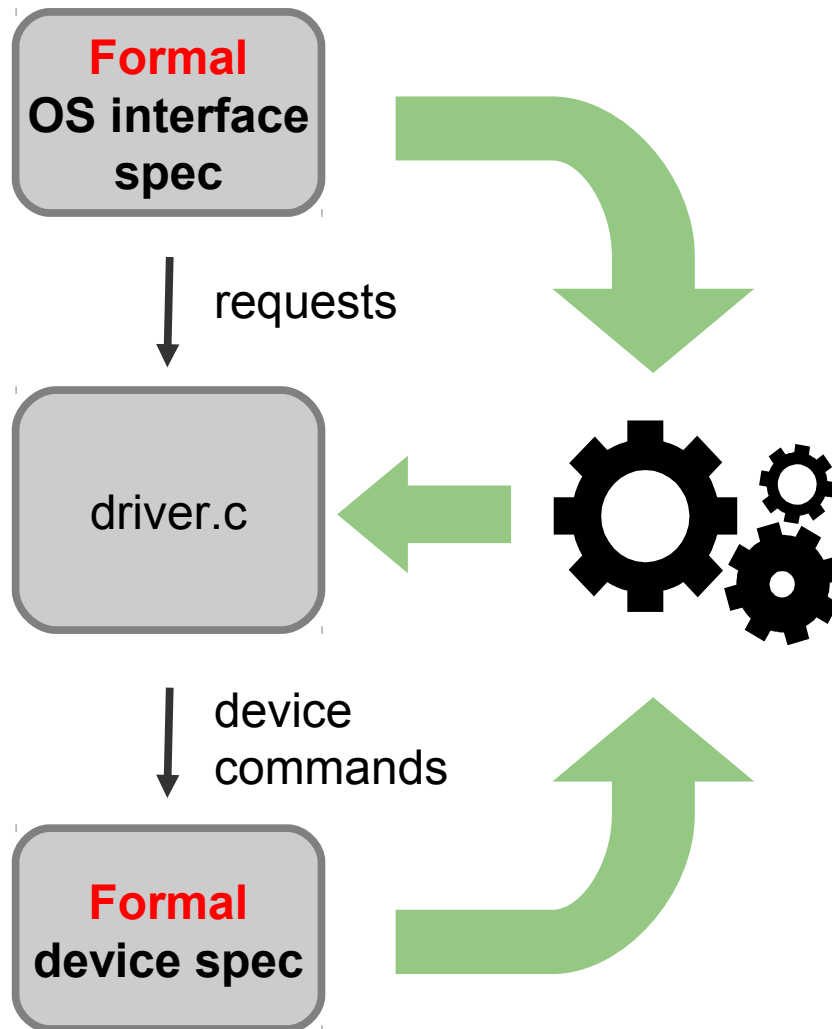 Formal
OS interface
spec
requests
driver.c
device
commands
Formal
device spec